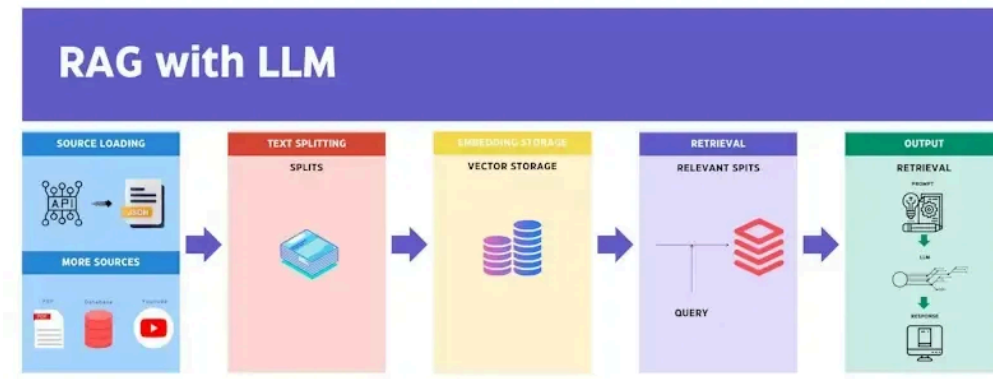 RAG with LLM
SOURCE LOADING
API
JSON
MORE SOURCES
PDF
Database
Youtube
PDF
TEXT SPLITTING
SPLITS
EMBEDDING STORAGE
VECTOR STORAGE
RETRIEVAL
RELEVANT SPITS
QUERY
OUTPUT
RETRIEVAL
PROMPT
LLM
RESPONSE